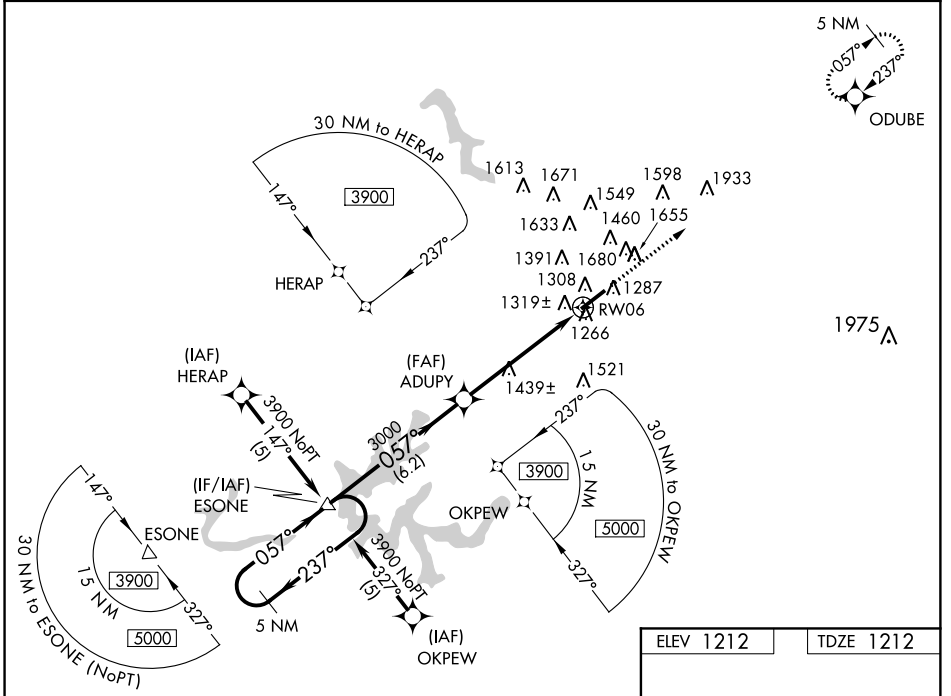 5 NM
057°
237°
ODUBE
30 NM to HERAP
3900
147°
237°
HERAP
1613
1671
1549
1598
1933
1633
1460
1655
1391
1680
1308
1287
1319±
RW06
1266
1975
(IAF)
HERAP
(FAF)
ADUPY
1439±
1521
3900 NoPT
147°
(5)
3000
057°
(6.2)
(IF/IAF)
ESONE
237°
3900
15 NM
30 NM to OKPEW
OKPEW
5000
327°
147°
ESONE
3900
15 NM
327°
5000
30 NM to ESONE (NoPT)
057°
237°
5 NM
3900 NoPT
327°
(5)
(IAF)
OKPEW
ELEV 1212
TDZE 1212